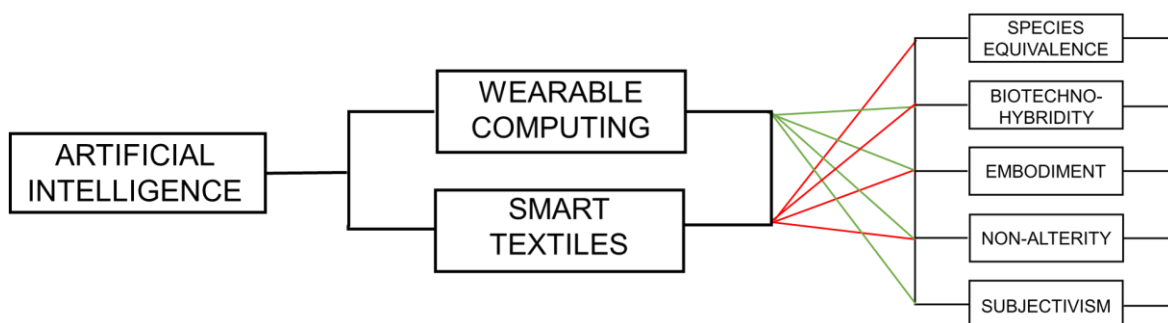 ARTIFICIAL
INTELLIGENCE
WEARABLE
COMPUTING
SMART
TEXTILES
SPECIES
EQUIVALENCE
BIOTECHNO-
HYBRIDITY
EMBODIMENT
NON-ALTERITY
SUBJECTIVISM